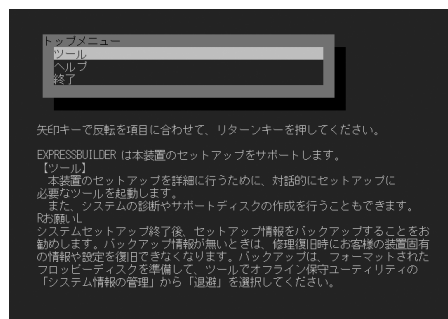 トップメニュー
ツール
ヘルプ
終了
矢印キーで反転を項目に合わせて、リターンキーを押してください。
EXPRESSBUILDER は本装置のセットアップをサポートします。
【ツール】
本装置のセットアップを詳細に行うために、対話的にセットアップに
必要なツールを起動します。
また、システムの診断やサポートディスクの作成を行うこともできます。
Rお願いL
システムセットアップ終了後、セットアップ情報をバックアップすることをお
勧めします。バックアップ情報が無いときは、修理復旧時にお客様の装置固有
の情報や設定を復旧できなくなります。バックアップは、フォーマットされた
フロッピーディスクを準備して、ツールでオフライン保守ユーティリティの
「システム情報の管理」から「退避」を選択してください。